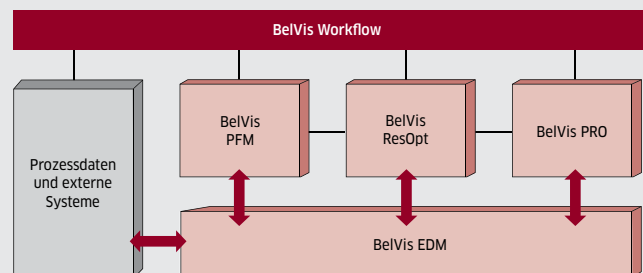 BelVis Workflow
Prozessdaten
und externe
Systeme
BelVis
PFM
BelVis
ResOpt
BelVis PRO
BelVis EDM